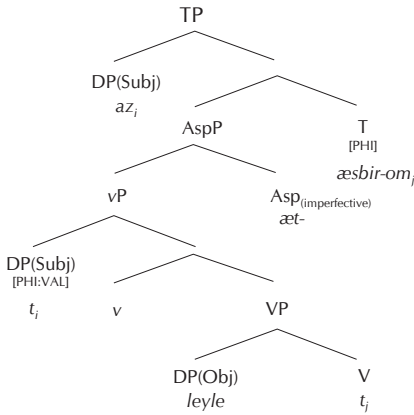 TP
DP(Subj)
azᵢ
AspP T
[PHI]
æsbir-omⱼ
vP Asp(imperfective)
æt-
DP(Subj)
[PHI:VAL]
tᵢ v VP
DP(Obj) V
leyle tⱼ